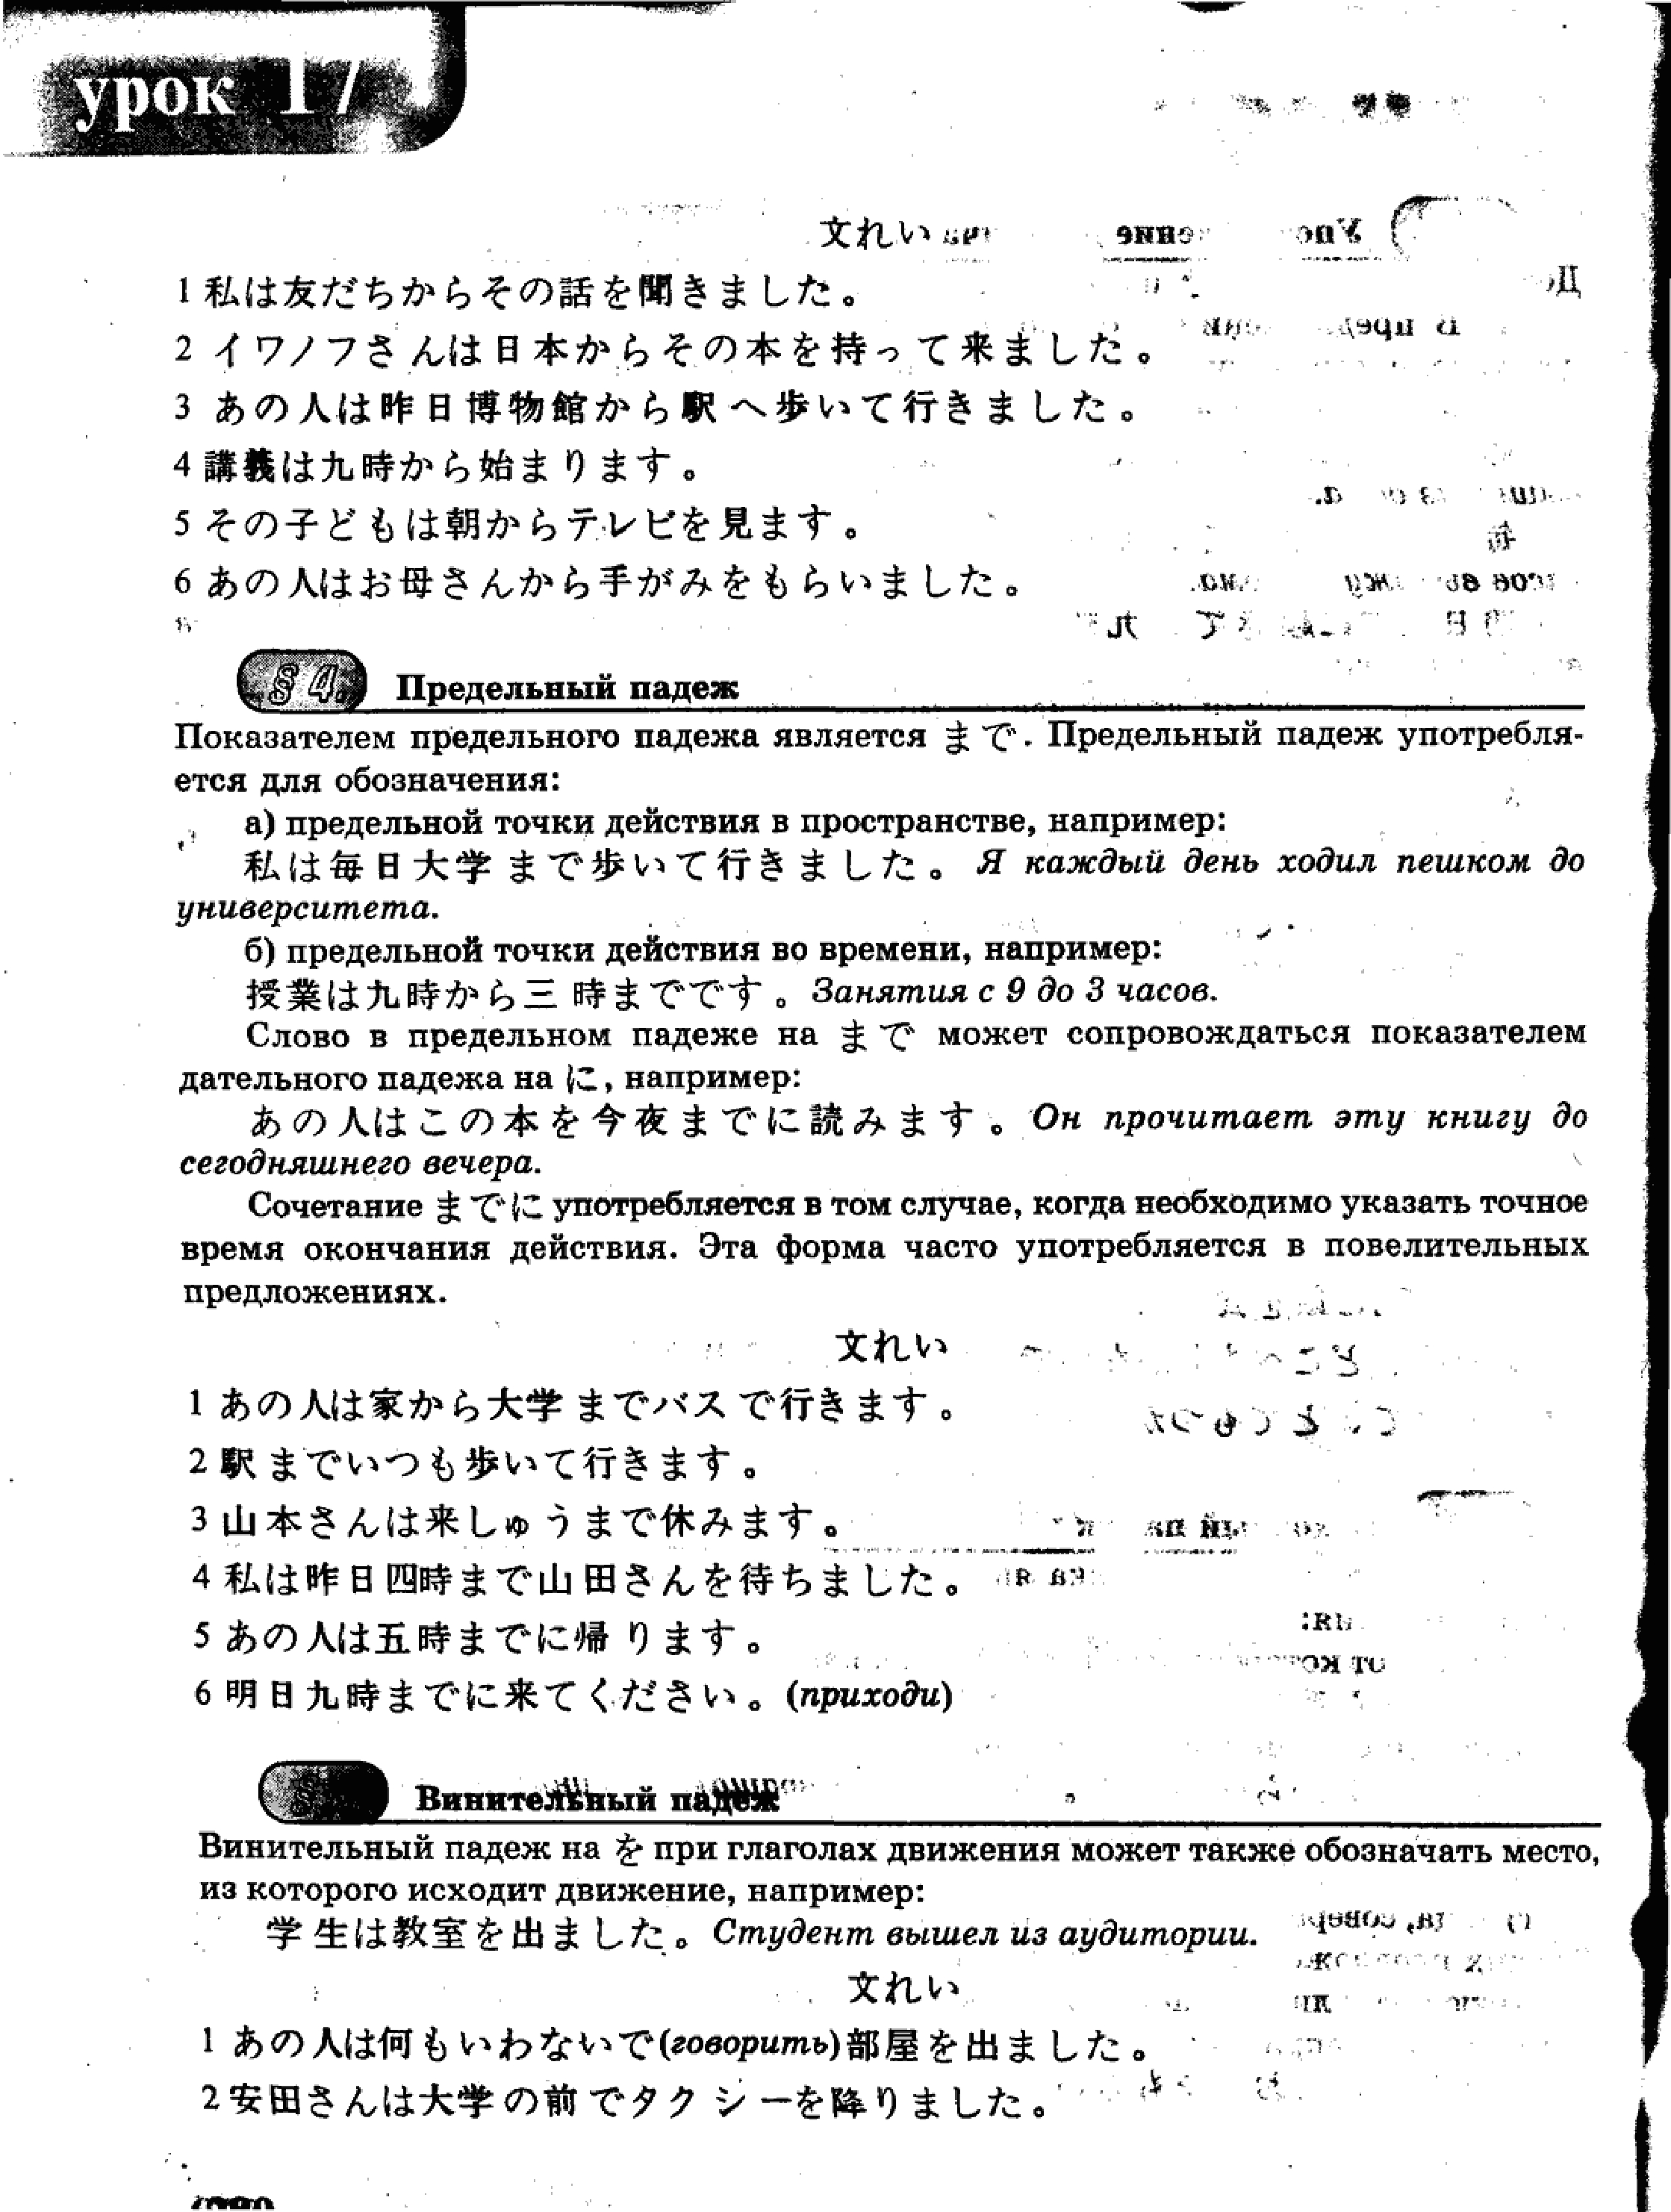 урок 17
文れい
1 私は友だちからその話を聞きました。
2 イワノフさんは日本からその本を持って来ました。
3 あの人は昨日博物館から駅へ歩いて行きました。
4 講義は九時から始まります。
5 その子どもは朝からテレビを見ます。
6 あの人はお母さんから手がみをもらいました。
§ 4. Предельный падеж
Показателем предельного падежа является まで. Предельный падеж употребля-
ется для обозначения:
а) предельной точки действия в пространстве, например:
私は毎日大学まで歩いて行きました。Я каждый день ходил пешком до
университета.
б) предельной точки действия во времени, например:
授業は九時から三時までです。Занятия с 9 до 3 часов.
Слово в предельном падеже на まで может сопровождаться показателем
дательного падежа на に, например:
あの人はこの本を今夜までに読みます。Он прочитает эту книгу до
сегодняшнего вечера.
Сочетание までに употребляется в том случае, когда необходимо указать точное
время окончания действия. Эта форма часто употребляется в повелительных
предложениях.
文れい
1 あの人は家から大学までバスで行きます。
2 駅までいつも歩いて行きます。
3 山本さんは来しゅうまで休みます。
4 私は昨日四時まで山田さんを待ちました。
5 あの人は五時までに帰ります。
6 明日九時までに来てください。(приходи)
§ Винительный падеж
Винительный падеж на を при глаголах движения может также обозначать место,
из которого исходит движение, например:
学生は教室を出ました。Студент вышел из аудитории.
文れい
1 あの人は何もいわないで(говорить)部屋を出ました。
2 安田さんは大学の前でタクシーを降りました。